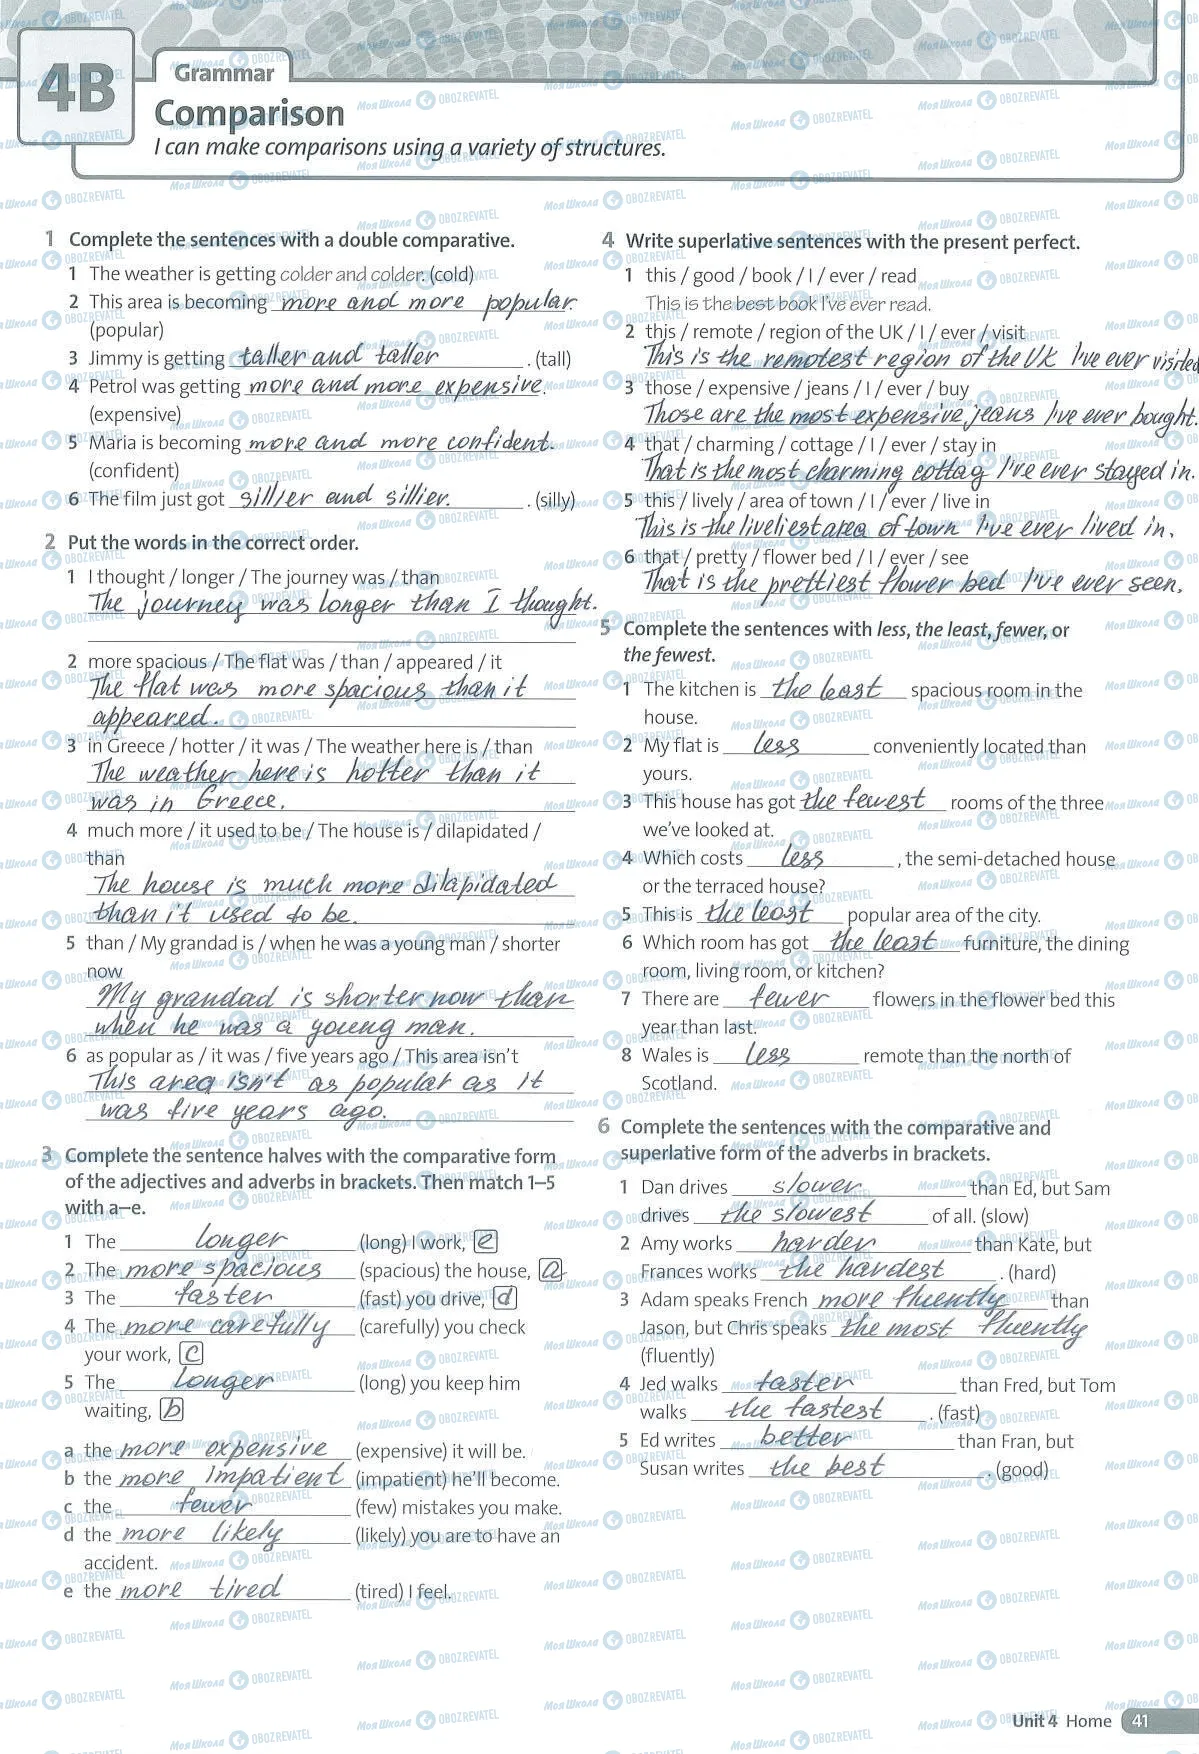 4B
Grammar
Comparison
I can make comparisons using a variety of structures.
1 Complete the sentences with a double comparative.
1 The weather is getting colder and colder. (cold)
2 This area is becoming more and more popular.
(popular)
3 Jimmy is getting taller and taller . (tall)
4 Petrol was getting more and more expensive.
(expensive)
5 Maria is becoming more and more confident.
(confident)
6 The film just got sillier and sillier. . (silly)
2 Put the words in the correct order.
1 I thought / longer / The journey was / than
The journey was longer than I thought.
2 more spacious / The flat was / than / appeared / it
The flat was more spacious than it
appeared.
3 in Greece / hotter / it was / The weather here is / than
The weather here is hotter than it
was in Greece.
4 much more / it used to be / The house is / dilapidated /
than
The house is much more dilapidated
than it used to be.
5 than / My grandad is / when he was a young man / shorter
now
My grandad is shorter now than
when he was a young man.
6 as popular as / it was / five years ago / This area isn't
This area isn't as popular as it
was five years ago.
3 Complete the sentence halves with the comparative form
of the adjectives and adverbs in brackets. Then match 1–5
with a–e.
1 The longer (long) I work, e
2 The more spacious (spacious) the house, a
3 The faster (fast) you drive, d
4 The more carefully (carefully) you check
your work, c
5 The longer (long) you keep him
waiting, b
a the more expensive (expensive) it will be.
b the more impatient (impatient) he'll become.
c the fewer (few) mistakes you make.
d the more likely (likely) you are to have an
accident.
e the more tired (tired) I feel.
4 Write superlative sentences with the present perfect.
1 this / good / book / I / ever / read
This is the best book I've ever read.
2 this / remote / region of the UK / I / ever / visit
This is the remotest region of the UK I've ever visited
3 those / expensive / jeans / I / ever / buy
Those are the most expensive jeans I've ever bought.
4 that / charming / cottage / I / ever / stay in
That is the most charming cottag I've ever stayed in.
5 this / lively / area of town / I / ever / live in
This is the liveliest area of town I've ever lived in.
6 that / pretty / flower bed / I / ever / see
That is the prettiest flower bed I've ever seen.
5 Complete the sentences with less, the least, fewer, or
the fewest.
1 The kitchen is the least spacious room in the
house.
2 My flat is less conveniently located than
yours.
3 This house has got the fewest rooms of the three
we've looked at.
4 Which costs less , the semi-detached house
or the terraced house?
5 This is the least popular area of the city.
6 Which room has got the least furniture, the dining
room, living room, or kitchen?
7 There are fewer flowers in the flower bed this
year than last.
8 Wales is less remote than the north of
Scotland.
6 Complete the sentences with the comparative and
superlative form of the adverbs in brackets.
1 Dan drives slower than Ed, but Sam
drives the slowest of all. (slow)
2 Amy works harder than Kate, but
Frances works the hardest . (hard)
3 Adam speaks French more fluently than
Jason, but Chris speaks the most fluently
(fluently)
4 Jed walks faster than Fred, but Tom
walks the fastest . (fast)
5 Ed writes better than Fran, but
Susan writes the best . (good)
Unit 4 Home 41
Моя Школа OBOZREVATEL